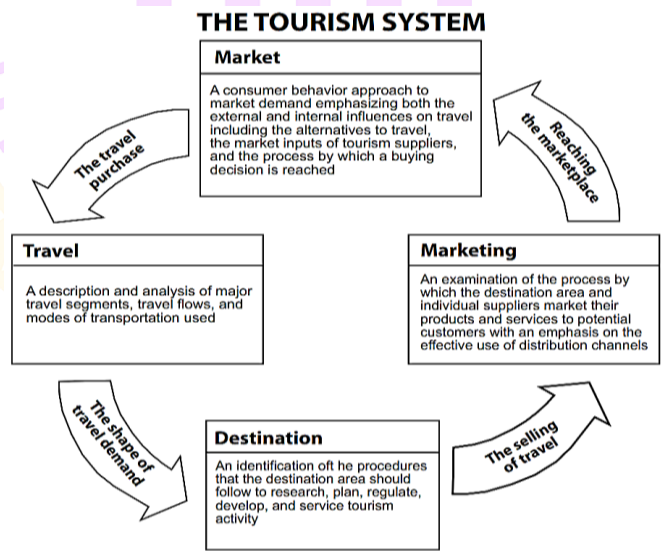 THE TOURISM SYSTEM
Market
A consumer behavior approach to
market demand emphasizing both the
external and internal influences on travel
including the alternatives to travel,
the market inputs of tourism suppliers,
and the process by which a buying
decision is reached
The travel
purchase
Reaching
the marketplace
Travel
A description and analysis of major
travel segments, travel flows, and
modes of transportation used
Marketing
An examination of the process by
which the destination area and
individual suppliers market their
products and services to potential
customers with an emphasis on the
effective use of distribution channels
The shape of
travel demand
Destination
An identification oft he procedures
that the destination area should
follow to research, plan, regulate,
develop, and service tourism
activity
The selling
of travel